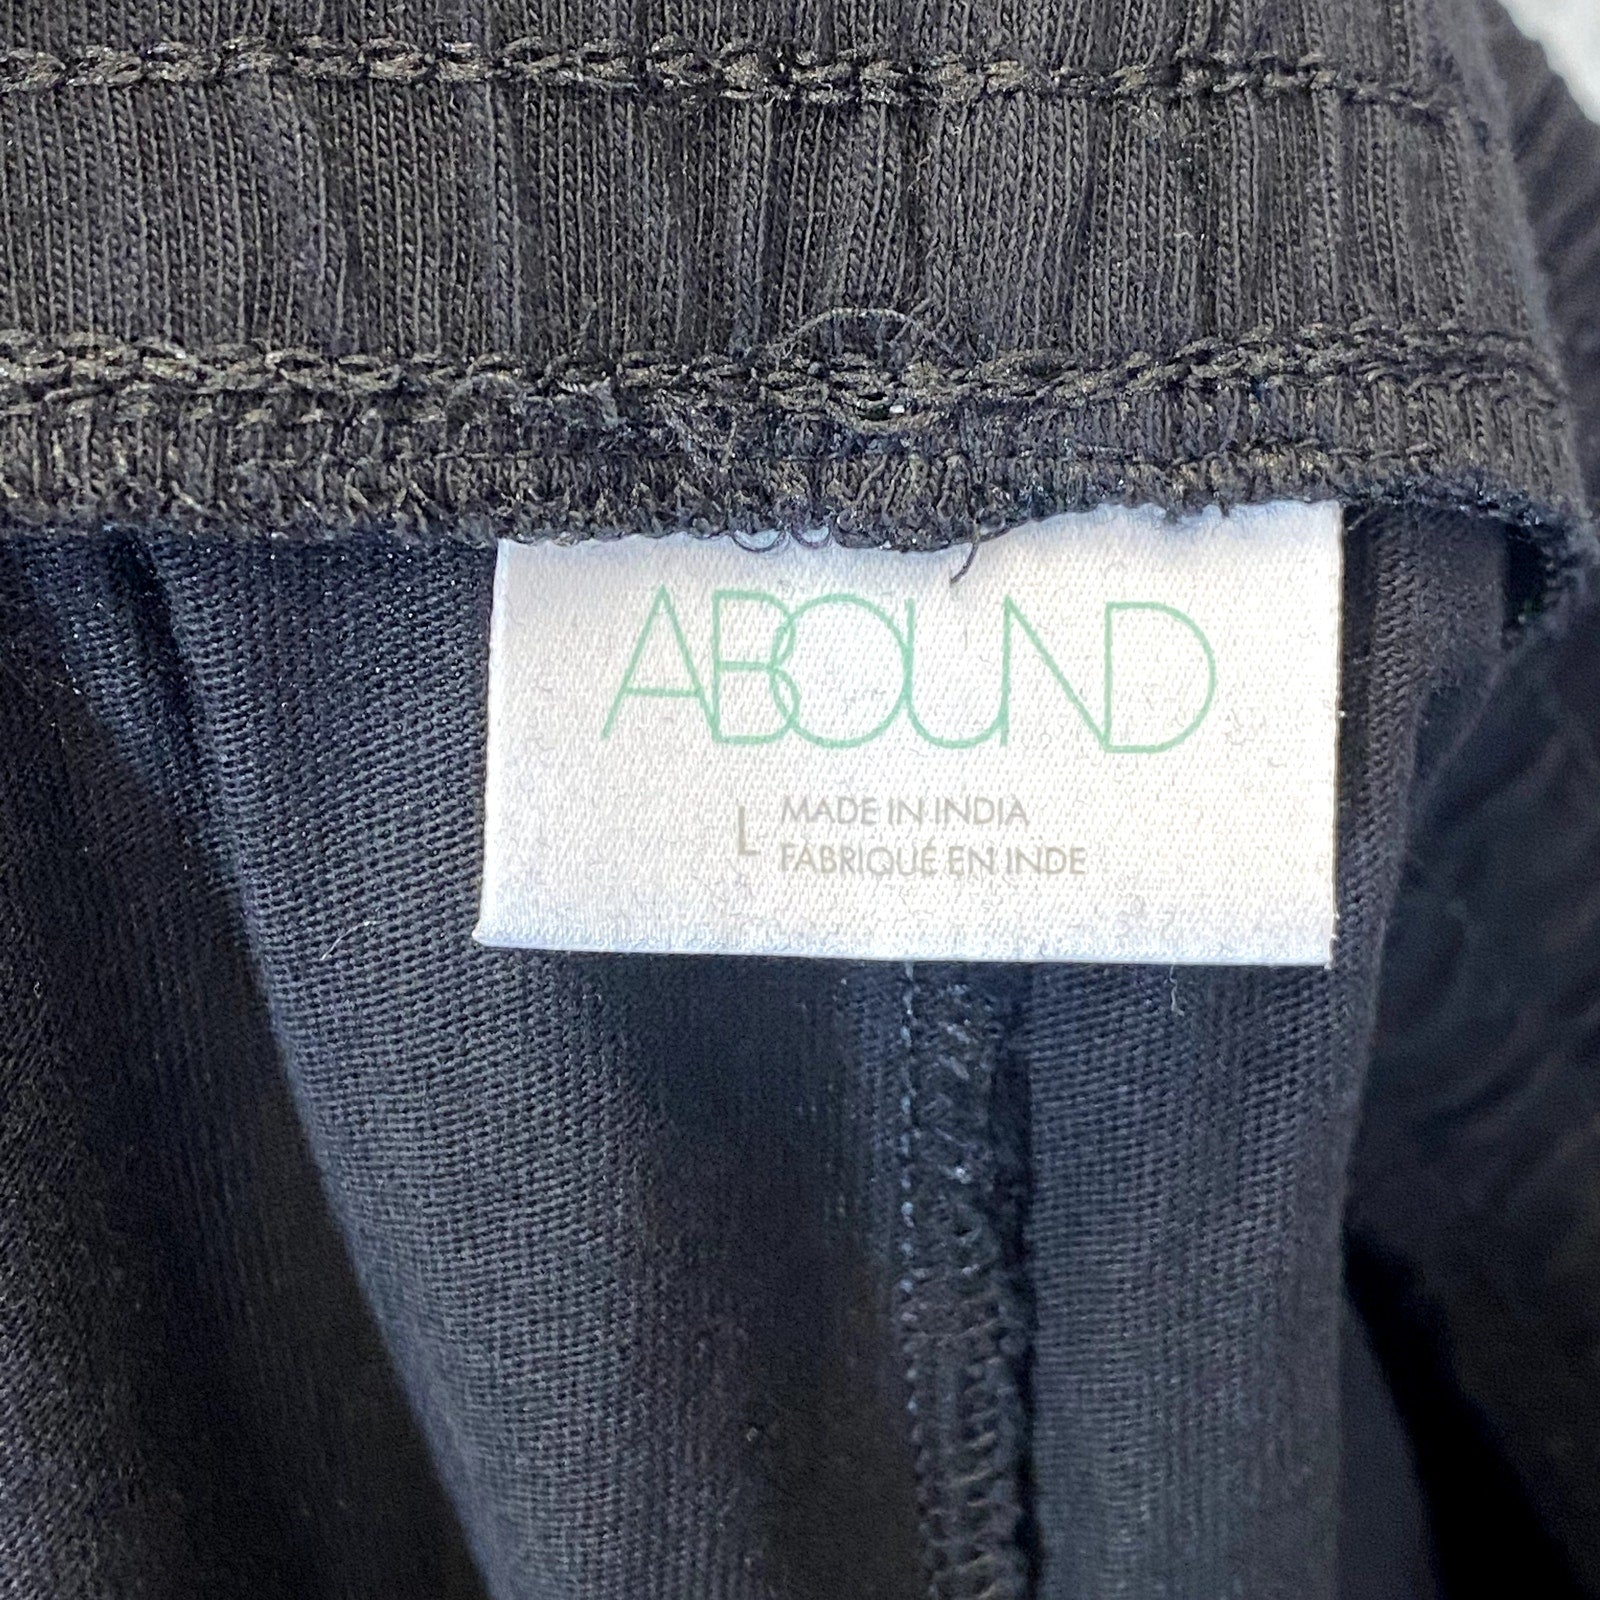 ABOUND
L
MADE IN INDIA
FABRIQUÉ EN INDE